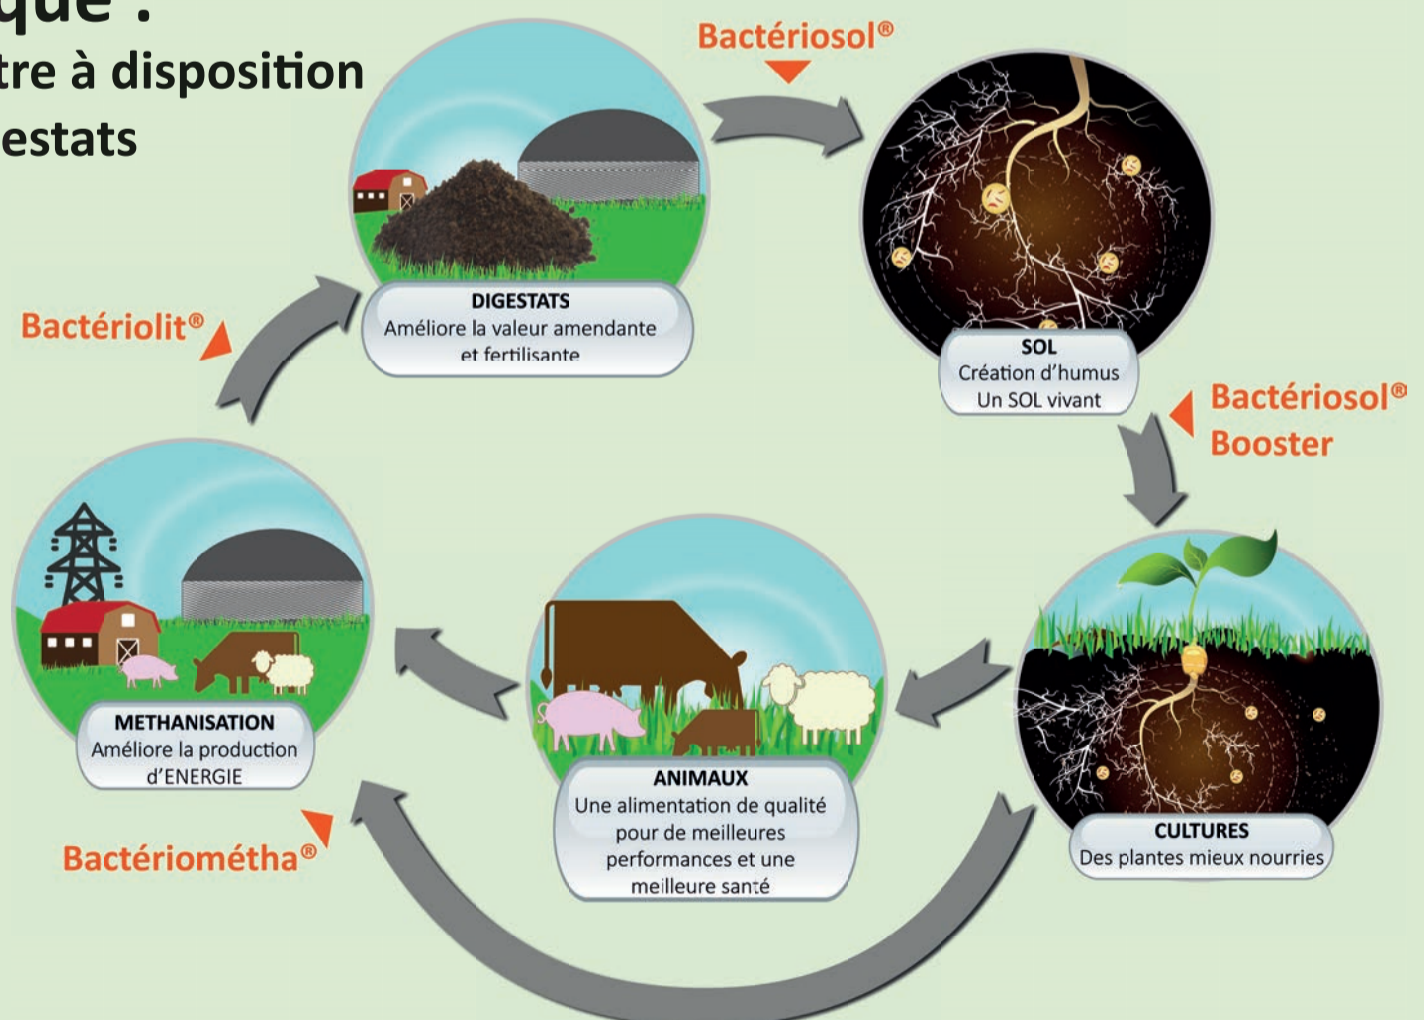 que :
tre à disposition
estats
Bactériosol®
DIGESTATS
Améliore la valeur amendante
et fertilisante
Bactériolit®
SOL
Création d'humus
Un SOL vivant
Bactériosol®
Booster
METHANISATION
Améliore la production
d'ENERGIE
Bactériométha®
ANIMAUX
Une alimentation de qualité
pour de meilleures
performances et une
meilleure santé
CULTURES
Des plantes mieux nourries